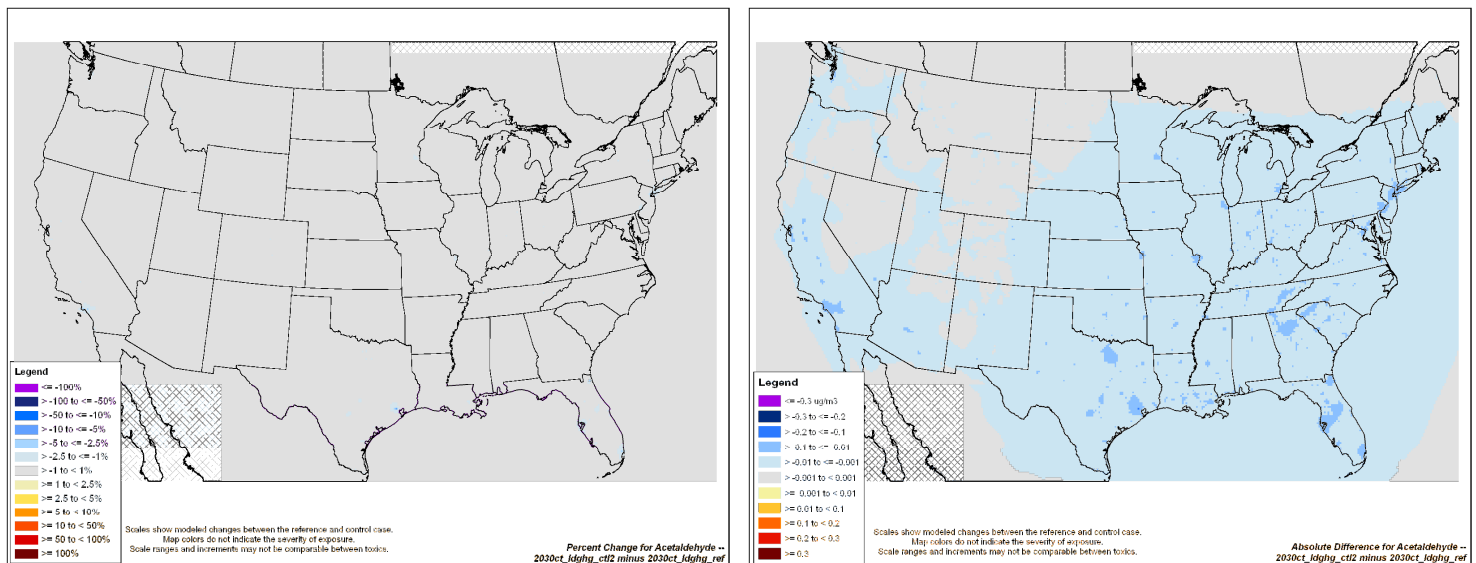 Legend
<= -100%
> -100 to <= -50%
> -50 to <= -10%
> -10 to <= -5%
> -5 to <= -2.5%
> -2.5 to <= -1%
> -1 to < 1%
>= 1 to < 2.5%
>= 2.5 to < 5%
>= 5 to < 10%
>= 10 to < 50%
>= 50 to < 100%
>= 100%
Scales show modeled changes between the reference and control case.
Map colors do not indicate the severity of exposure.
Scale ranges and increments may not be comparable between toxics.
Percent Change for Acetaldehyde --
2030ct_ldghg_ctl2 minus 2030ct_ldghg_ref
Legend
<= -0.3 ug/m3
> -0.3 to <= -0.2
> -0.2 to <= -0.1
> -0.1 to <= -0.01
> -0.01 to <= -0.001
> -0.001 to < 0.001
>= 0.001 to < 0.01
>= 0.01 to < 0.1
>= 0.1 to < 0.2
>= 0.2 to < 0.3
>= 0.3
Scales show modeled changes between the reference and control case.
Map colors do not indicate the severity of exposure.
Scale ranges and increments may not be comparable between toxics.
Absolute Difference for Acetaldehyde --
2030ct_ldghg_ctl2 minus 2030ct_ldghg_ref